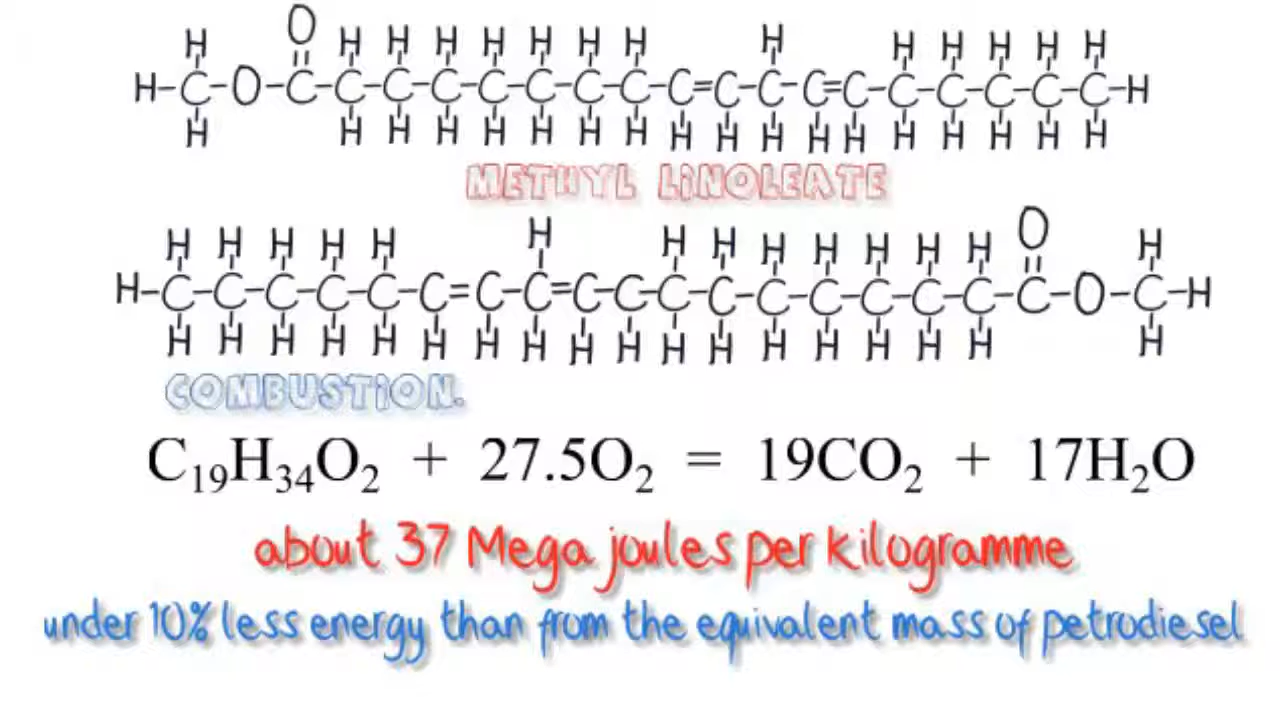 H H H H H H H H H H H H H H
H-C-O-C-C-C-C-C-C-C-C=C-C-C=C-C-C-C-C-C-H
O
H H H H H H H H H H H H H H H H H
METHYL LINOLEATE
H H H H H H H H H H H H H H
O
H-C-C-C-C-C-C=C-C=C-C-C-C-C-C-C-C-C-O-C-H
H H H H H H H H H H H H H H H H H H
COMBUSTION.
C₁₉H₃₄O₂ + 27.5O₂ = 19CO₂ + 17H₂O
about 37 Mega joules per kilogramme
under 10% less energy than from the equivalent mass of petrodiesel